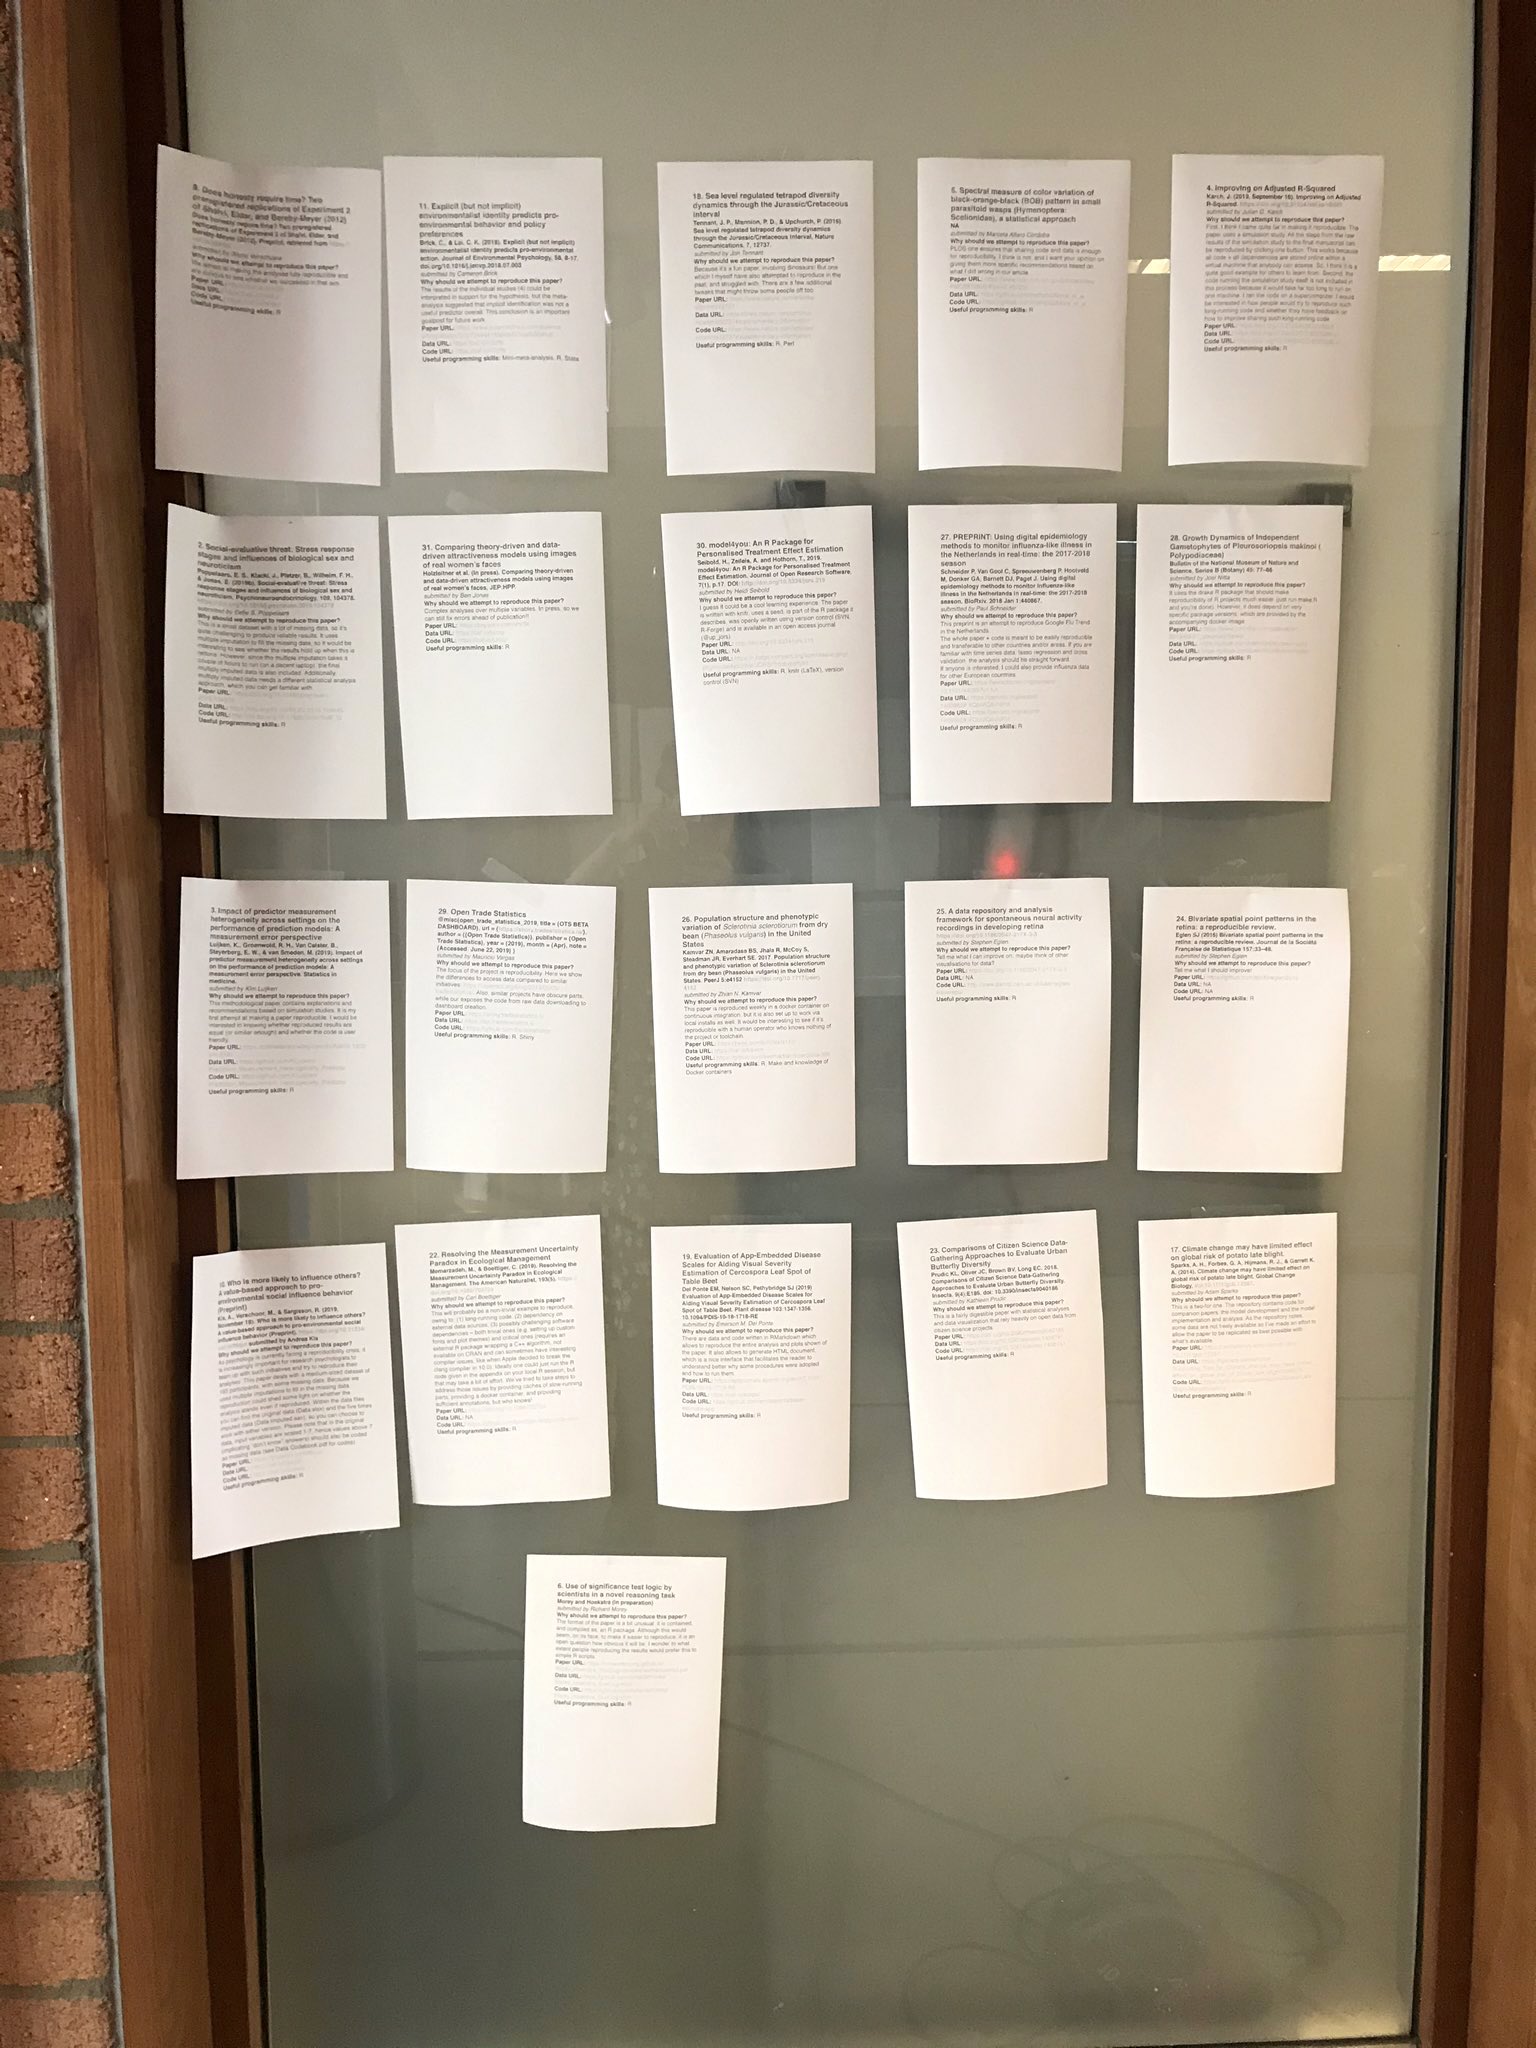 9. Does honesty require time? Two
preregistered replications of Experiment 2
of Shalvi, Eldar, and Bereby-Meyer (2012)
Why should we attempt to reproduce this paper?
Paper URL:
Data URL:
Code URL:
Useful programming skills: R
11. Explicit (but not implicit)
environmentalist identity predicts pro-
environmental behavior and policy
preferences
Brick, C., & Lai, C. K. (2018). Explicit (but not implicit)
environmentalist identity predicts pro-environmental
action. Journal of Environmental Psychology, 58, 8-17.
doi.org/10.1016/j.jenvp.2018.07.003
submitted by Cameron Brick
Why should we attempt to reproduce this paper?
The results of the individual studies (4) could be
interpreted in support for the hypothesis, but the meta-
analysis suggested that implicit identification was not a
useful predictor overall. This conclusion is an important
goalpost for future work.
Paper URL:
Data URL:
Code URL:
Useful programming skills: Mini-meta-analysis, R, Stata
18. Sea level regulated tetrapod diversity
dynamics through the Jurassic/Cretaceous
interval
Tennant, J. P., Mannion, P. D., & Upchurch, P. (2016).
Sea level regulated tetrapod diversity dynamics
through the Jurassic/Cretaceous interval. Nature
Communications, 7, 12737.
submitted by Jon Tennant
Why should we attempt to reproduce this paper?
Because it's a fun paper, involving dinosaurs! But one
which I myself have also attempted to reproduce in the
past, and struggled with. There are a few additional
tweaks that might throw some people off too.
Paper URL:
Data URL:
Code URL:
Useful programming skills: R, Perl
5. Spectral measure of color variation of
black-orange-black (BOB) pattern in small
parasitoid wasps (Hymenoptera:
Scelionidae), a statistical approach
NA
submitted by Marcela Alfaro Córdoba
Why should we attempt to reproduce this paper?
PLOS one ensures that sharing code and data is enough
for reproducibility. I think is not, and I want your opinion on
giving them more specific recommendations based on
what I did wrong in our article.
Paper URL:
Data URL:
Code URL:
Useful programming skills: R
4. Improving on Adjusted R-Squared
Karch, J. (2019, September 16). Improving on Adjusted
R-Squared.
submitted by Julian D. Karch
Why should we attempt to reproduce this paper?
First, I think I came quite far in making it reproducible. The
paper uses a simulation study. All the steps from the raw
results of the simulation study to the final manuscript can
be reproduced by clicking one button. This works because
all code + all dependencies are stored online within a
virtual machine that anybody can access. So, I think it is a
quite good example for others to learn from. Second, the
code running the simulation study itself is not included in
this process because it would take far too long to run on
one machine. I ran the code on a supercomputer. I would
be interested in how people would try to reproduce such
long-running code and whether they have feedback on
how to improve sharing such long-running code.
Paper URL:
Data URL:
Code URL:
Useful programming skills: R
2. Social-evaluative threat: Stress response
stages and influences of biological sex and
neuroticism
Poppelaars, E. S., Klackl, J., Pletzer, B., Wilhelm, F. H.,
& Jonas, E. (2019b). Social-evaluative threat: Stress
response stages and influences of biological sex and
neuroticism. Psychoneuroendocrinology, 109, 104378.
submitted by Eefje S. Poppelaars
Why should we attempt to reproduce this paper?
This is a small dataset with a lot of missing data, so it's
quite challenging to produce reliable results. It uses
multiple imputation to fill the missing data, so it would be
interesting to see whether the results hold up when this is
redone. However, since the multiple imputation takes a
couple of hours to run (on a decent laptop), the final
multiply imputed data is also included. Additionally,
multiply imputed data needs a different statistical analysis
approach, which you can get familiar with.
Paper URL:
Data URL:
Code URL:
Useful programming skills: R
31. Comparing theory-driven and data-
driven attractiveness models using images
of real women's faces
Holzleitner et al. (in press). Comparing theory-driven
and data-driven attractiveness models using images
of real women's faces, JEP:HPP.
submitted by Ben Jones
Why should we attempt to reproduce this paper?
Complex analyses over multiple variables. In press, so we
can still be errors ahead of publication!!
Paper URL:
Data URL:
Code URL:
Useful programming skills: R
30. model4you: An R Package for
Personalised Treatment Effect Estimation
Seibold, H., Zeileis, A. and Hothorn, T., 2019.
model4you: An R Package for Personalised Treatment
Effect Estimation. Journal of Open Research Software,
7(1), p.17. DOI: http://doi.org/10.5334/jors.219
submitted by Heidi Seibold
Why should we attempt to reproduce this paper?
I guess it could be a cool learning experience. The paper
is written with knitr, uses a seed, is part of the R package it
describes, was openly written using version control (SVN,
R-Forge) and is available in an open access journal
(@up_jors).
Paper URL:
Data URL: NA
Code URL:
Useful programming skills: R, knitr (LaTeX), version
control (SVN)
27. PREPRINT: Using digital epidemiology
methods to monitor influenza-like illness in
the Netherlands in real-time: the 2017-2018
season
Schneider P, Van Gool C, Spreeuwenberg P, Hooiveld
M, Donker GA, Barnett DJ, Paget J. Using digital
epidemiology methods to monitor influenza-like
illness in the Netherlands in real-time: the 2017-2018
season. BioRxiv. 2018 Jan 1:440867.
submitted by Paul Schneider
Why should we attempt to reproduce this paper?
This preprint is an attempt to reproduce Google Flu Trend
in the Netherlands.
The whole paper + code is meant to be easily reproducible
and transferable to other countries and/or areas. If you are
familiar with time series data, lasso regression and cross
validation, the analysis should be straight forward.
If anyone is interested, I could also provide influenza data
for other European countries.
Paper URL:
Data URL:
Code URL:
Useful programming skills: R
28. Growth Dynamics of Independent
Gametophytes of Pleurosoriopsis makinoi (
Polypodiaceae)
Bulletin of the National Museum of Nature and
Science, Series B (Botany) 45: 77–86
submitted by Joel Nitta
Why should we attempt to reproduce this paper?
It uses the drake R package that should make
reproducibility of R projects much easier (just run make.R
and you're done). However, it does depend on very
specific package versions, which are provided by the
accompanying docker image.
Paper URL:
Data URL:
Code URL:
Useful programming skills: R
3. Impact of predictor measurement
heterogeneity across settings on the
performance of prediction models: A
measurement error perspective
Luijken, K., Groenwold, R. H., Van Calster, B.,
Steyerberg, E. W., & van Smeden, M. (2019). Impact of
predictor measurement heterogeneity across settings
on the performance of prediction models: A
measurement error perspective. Statistics in
medicine.
submitted by Kim Luijken
Why should we attempt to reproduce this paper?
This methodological paper contains explanations and
recommendations based on simulation studies. It is my
first attempt at making a paper reproducible. I would be
interested in knowing whether reproduced results are
equal (or similar enough) and whether the code is user
friendly.
Paper URL:
Data URL:
Code URL:
Useful programming skills: R
29. Open Trade Statistics
@misc{open_trade_statistics_2019, title = {OTS BETA
DASHBOARD}, url = {
author = {{Open Trade Statistics}}, publisher = {Open
Trade Statistics}, year = {2019}, month = {Apr}, note =
{Accessed: June 22, 2019} }
submitted by Mauricio Vargas
Why should we attempt to reproduce this paper?
The focus of the project is reproducibility. Here we show
the differences to access data compared to similar
initiatives:
Also, similar projects have obscure parts,
while our exposes the code from raw data downloading to
dashboard creation.
Paper URL:
Data URL:
Code URL:
Useful programming skills: R, Shiny
26. Population structure and phenotypic
variation of Sclerotinia sclerotiorum from dry
bean (Phaseolus vulgaris) in the United
States
Kamvar ZN, Amaradasa BS, Jhala R, McCoy S,
Steadman JR, Everhart SE. 2017. Population structure
and phenotypic variation of Sclerotinia sclerotiorum
from dry bean (Phaseolus vulgaris) in the United
States. PeerJ 5:e4152 https://doi.org/10.7717/peerj.
4152
submitted by Zhian N. Kamvar
Why should we attempt to reproduce this paper?
This paper is reproduced weekly in a docker container on
continuous integration, but it is also set up to work via
local installs as well. It would be interesting to see if it's
reproducible with a human operator who knows nothing of
the project or toolchain.
Paper URL:
Data URL:
Code URL:
Useful programming skills: R, Make and knowledge of
Docker containers
25. A data repository and analysis
framework for spontaneous neural activity
recordings in developing retina
submitted by Stephen Eglen
Why should we attempt to reproduce this paper?
Tell me what I can improve on; maybe think of other
visualisations for data?
Paper URL:
Data URL: NA
Code URL:
Useful programming skills: R
24. Bivariate spatial point patterns in the
retina: a reproducible review.
Eglen SJ (2016) Bivariate spatial point patterns in the
retina: a reproducible review. Journal de la Société
Française de Statistique 157:33–48.
submitted by Stephen Eglen
Why should we attempt to reproduce this paper?
Tell me what I should improve!
Paper URL:
Data URL: NA
Code URL: NA
Useful programming skills: R
10. Who is more likely to influence others?
A value-based approach to pro-
environmental social influence behavior
(Preprint)
Kis, A., Verschoor, M., & Sargisson, R. (2019,
November 18). Who is more likely to influence others?
A value-based approach to pro-environmental social
influence behavior (Preprint).
submitted by Andrea Kis
Why should we attempt to reproduce this paper?
Paper URL:
Data URL:
Code URL:
Useful programming skills: R
22. Resolving the Measurement Uncertainty
Paradox in Ecological Management
Memarzadeh, M., & Boettiger, C. (2019). Resolving the
Measurement Uncertainty Paradox in Ecological
Management. The American Naturalist, 193(5).
submitted by Carl Boettiger
Why should we attempt to reproduce this paper?
This will probably be a non-trivial example to reproduce,
owing to: (1) long-running code, (2) dependency on
external data sources, (3) possibly challenging software
dependencies – both trivial ones (e.g. setting up custom
fonts and plot themes) and critical ones (requires an
external R package wrapping a C++ algorithm, not
available on CRAN and can sometimes have interesting
compiler issues, like when Apple decided to break the
clang compiler in 10.0). Ideally one could just run the R
code given in the appendix on your local R session, but
that may take a bit of effort. We've tried to take steps to
address those issues by providing caches of slow-running
parts, providing a docker container, and providing
sufficient annotations, but who knows!
Paper URL:
Data URL: NA
Code URL:
Useful programming skills: R
19. Evaluation of App-Embedded Disease
Scales for Aiding Visual Severity
Estimation of Cercospora Leaf Spot of
Table Beet
Del Ponte EM, Nelson SC, Pethybridge SJ (2019)
Evaluation of App-Embedded Disease Scales for
Aiding Visual Severity Estimation of Cercospora Leaf
Spot of Table Beet. Plant disease 103:1347-1356.
10.1094/PDIS-10-18-1718-RE
submitted by Emerson M. Del Ponte
Why should we attempt to reproduce this paper?
There are data and code written in RMarkdown which
allows to reproduce the entire analysis and plots shown of
the paper. It also allows to generate HTML document,
which is a nice interface that facilitates the reader to
understand better why some procedures were adopted
and how to run them.
Paper URL:
Data URL:
Code URL:
Useful programming skills: R
23. Comparisons of Citizen Science Data-
Gathering Approaches to Evaluate Urban
Butterfly Diversity
Prudic KL, Oliver JC, Brown BV, Long EC. 2018.
Comparisons of Citizen Science Data-Gathering
Approaches to Evaluate Urban Butterfly Diversity.
Insects. 9(4):E186. doi: 10.3390/insects9040186
submitted by Kathleen Prudic
Why should we attempt to reproduce this paper?
This is a fairly digestible paper with statistical analyses
and data visualization that rely heavily on open data from
citizen science projects.
Paper URL:
Data URL:
Code URL:
Useful programming skills: R
17. Climate change may have limited effect
on global risk of potato late blight.
Sparks, A. H., Forbes, G. A, Hijmans, R. J., & Garrett K.
A. (2014). Climate change may have limited effect on
global risk of potato late blight. Global Change
Biology.
submitted by Adam Sparks
Why should we attempt to reproduce this paper?
This is a two-for one. The repository contains code for
companion papers, the model development and the model
implementation and analysis. As the repository notes,
some data are not freely available so I've made an effort to
allow the paper to be replicated as best possible with
what's available.
Paper URL:
Data URL:
Code URL:
Useful programming skills: R
6. Use of significance test logic by
scientists in a novel reasoning task
Morey and Hoekstra (in preparation)
submitted by Richard Morey
Why should we attempt to reproduce this paper?
The format of the paper is a bit unusual: it is contained,
and compiled as, an R package. Although this would
seem, on its face, to make it easier to reproduce, it is an
open question how obvious it will be. I wonder to what
extent people reproducing the results would prefer this to
simple R scripts.
Paper URL:
Data URL:
Code URL:
Useful programming skills: R